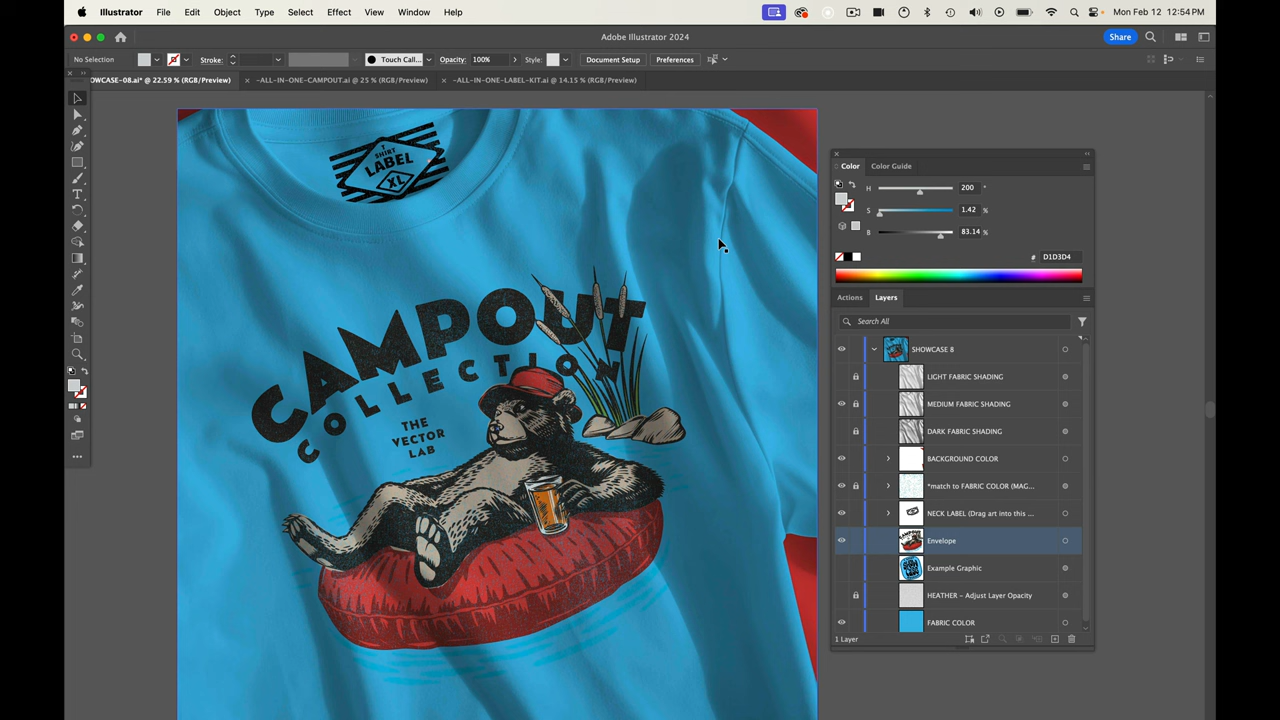 Illustrator File Edit Object Type Select Effect View Window Help
Mon Feb 12 12:54 PM
Adobe Illustrator 2024
Share
No Selection
Stroke:
Touch Call...
Opacity: 100%
Style:
Document Setup
Preferences
OWCASE-08.ai* @ 22.59 % (RGB/Preview)
~ALL-IN-ONE-CAMPOUT.ai @ 25 % (RGB/Preview)
~ALL-IN-ONE-LABEL-KIT.ai @ 14.15 % (RGB/Preview)
T
SHIRT
LABEL
XL
CAMPOUT
COLLECTION
THE
VECTOR
LAB
Color Color Guide
H 200 °
S 1.42 %
B 83.14 %
# D1D3D4
Actions Layers
Search All
SHOWCASE 8
LIGHT FABRIC SHADING
MEDIUM FABRIC SHADING
DARK FABRIC SHADING
BACKGROUND COLOR
*match to FABRIC COLOR (MAG...
NECK LABEL (Drag art into this ...
Envelope
Example Graphic
HEATHER - Adjust Layer Opacity
FABRIC COLOR
1 Layer